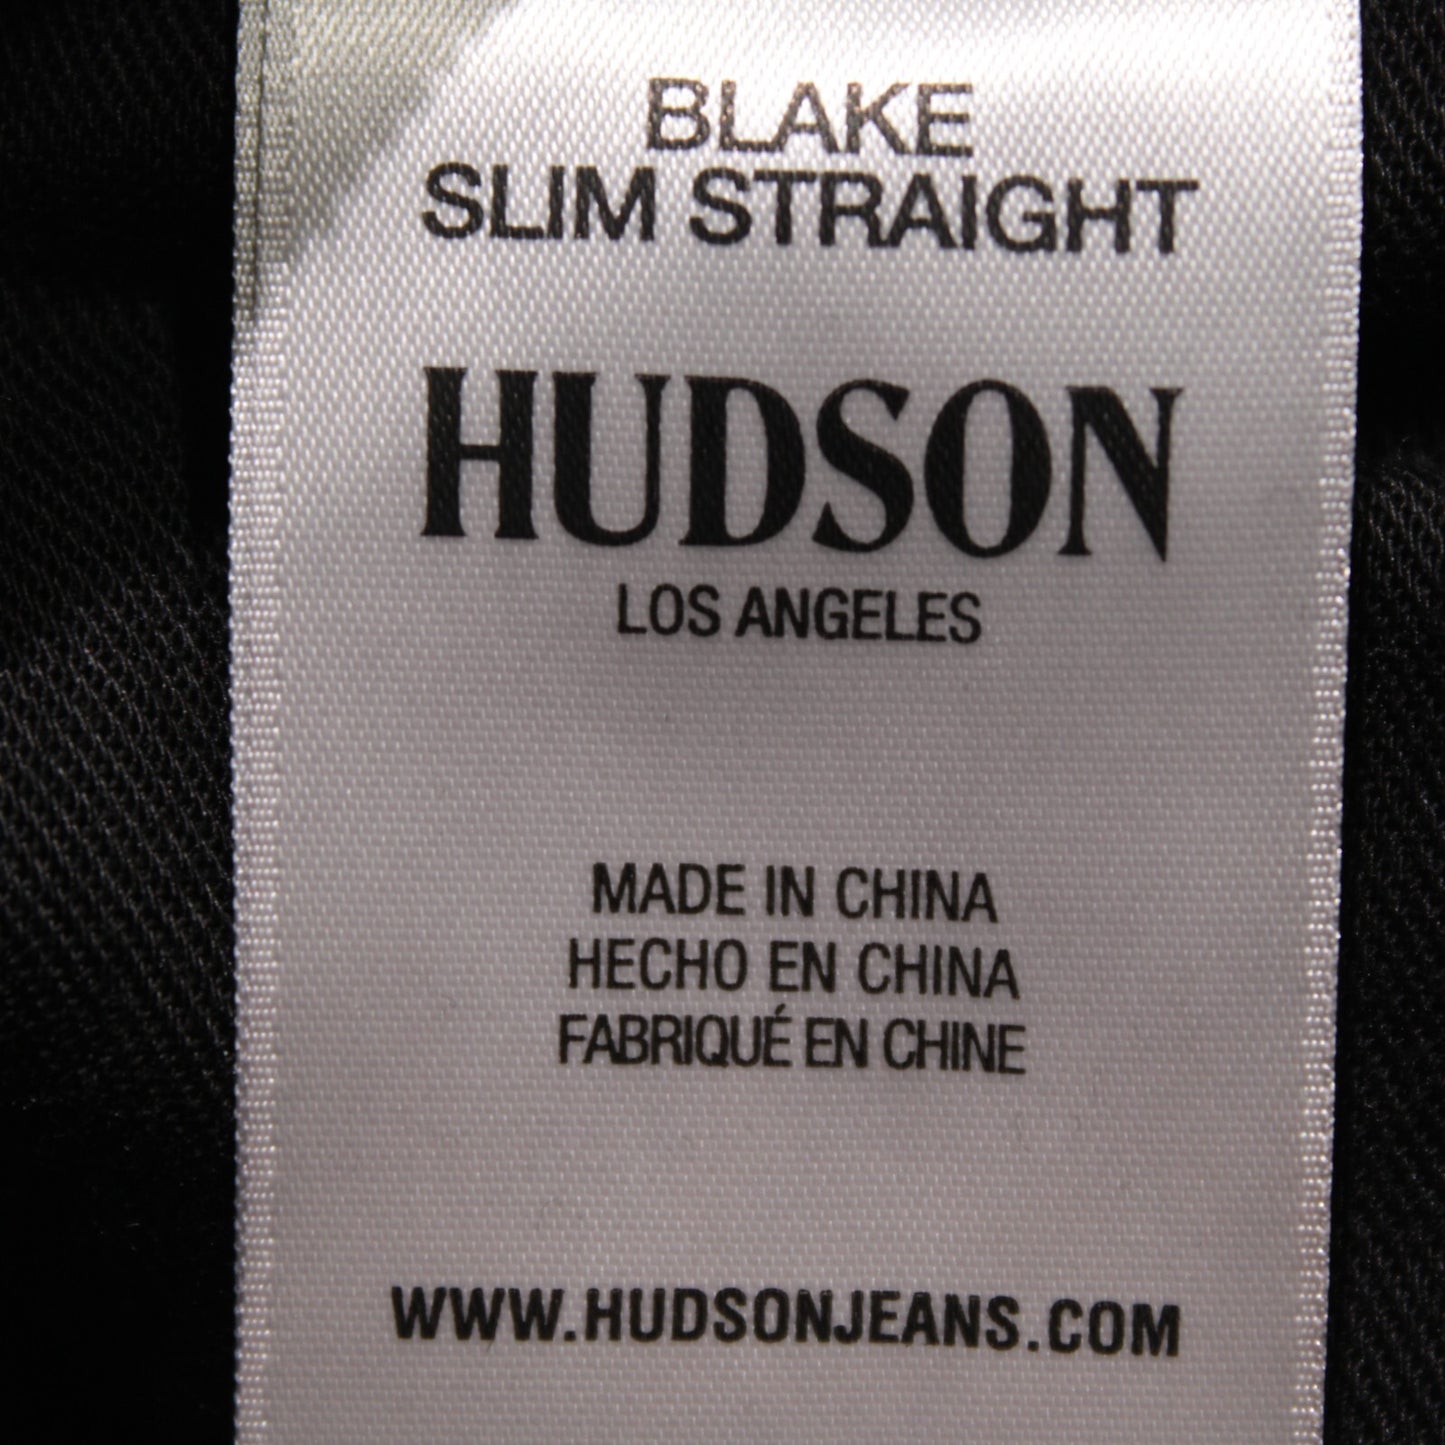 BLAKE
SLIM STRAIGHT
HUDSON
LOS ANGELES
MADE IN CHINA
HECHO EN CHINA
FABRIQUÉ EN CHINE
WWW.HUDSONJEANS.COM